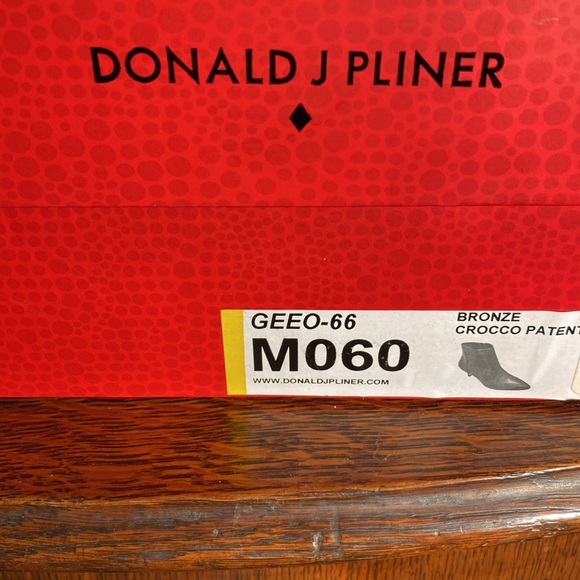 DONALD J PLINER
GEEO-66
M060
WWW.DONALDJPLINER.COM
BRONZE
CROCCO PATENT